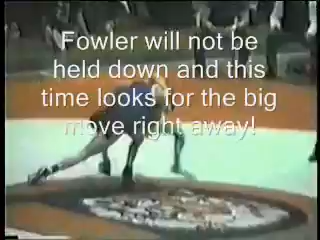 Fowler will not be
held down and this
time looks for the big
move right away!